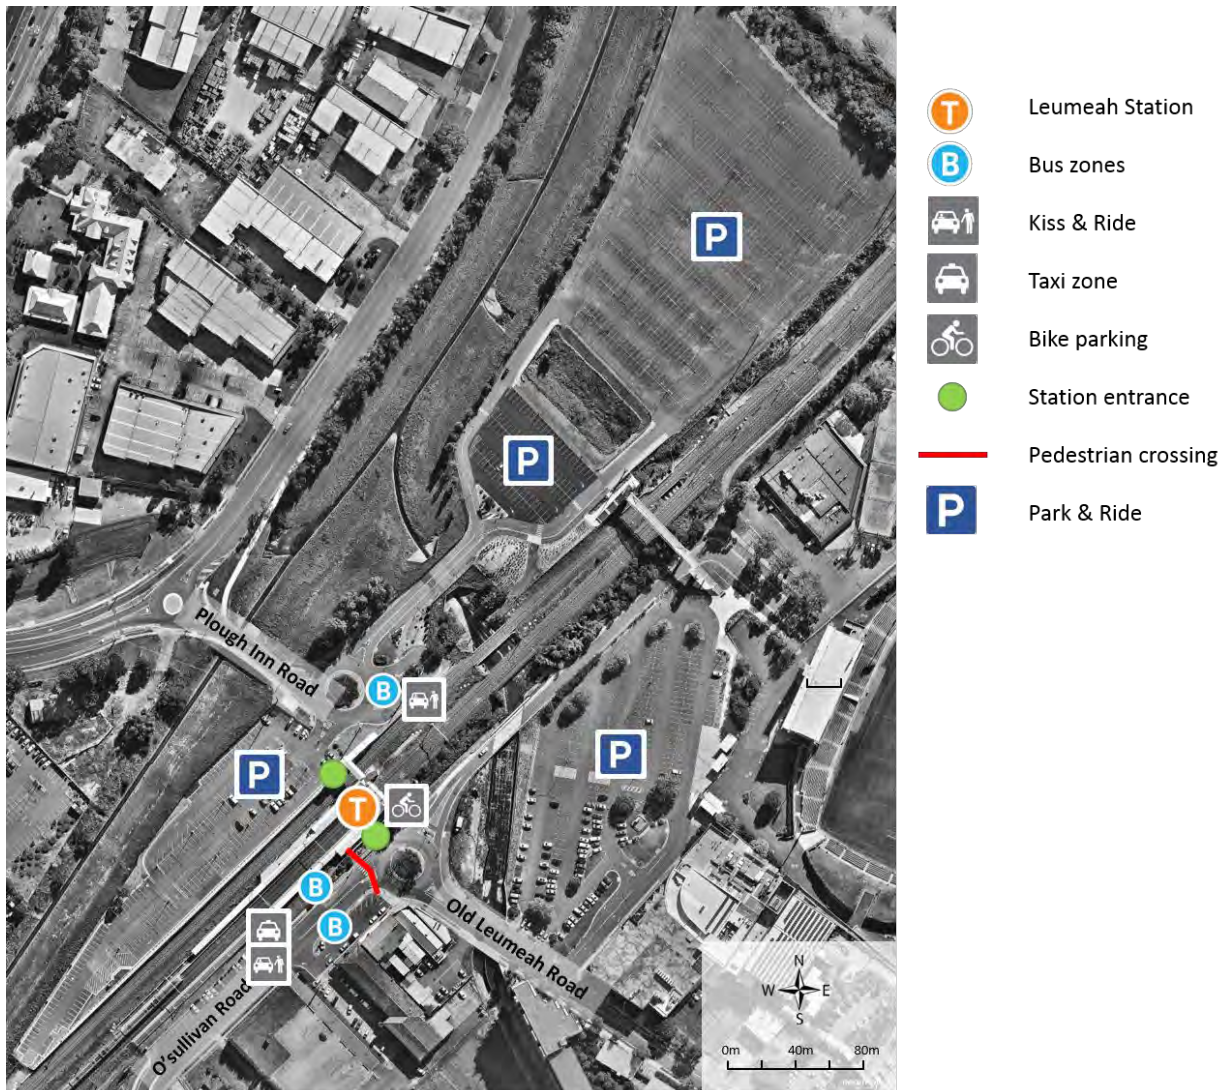 T Leumeah Station
B Bus zones
Kiss & Ride
Taxi zone
Bike parking
Station entrance
Pedestrian crossing
P Park & Ride
P
P
Plough Inn Road
B
P
P
T
B
B
Old Leumeah Road
O'sullivan Road
N
W E
S
0m 40m 80m